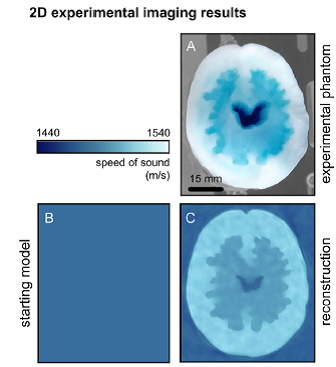 2D experimental imaging results
A
experimental phantom
1440 1540
speed of sound
(m/s)
15 mm
B
starting model
C
reconstruction